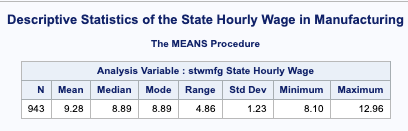 Descriptive Statistics of the State Hourly Wage in Manufacturing
The MEANS Procedure
Analysis Variable : stwmfg State Hourly Wage
N Mean Median Mode Range Std Dev Minimum Maximum
943 9.28 8.89 8.89 4.86 1.23 8.10 12.96